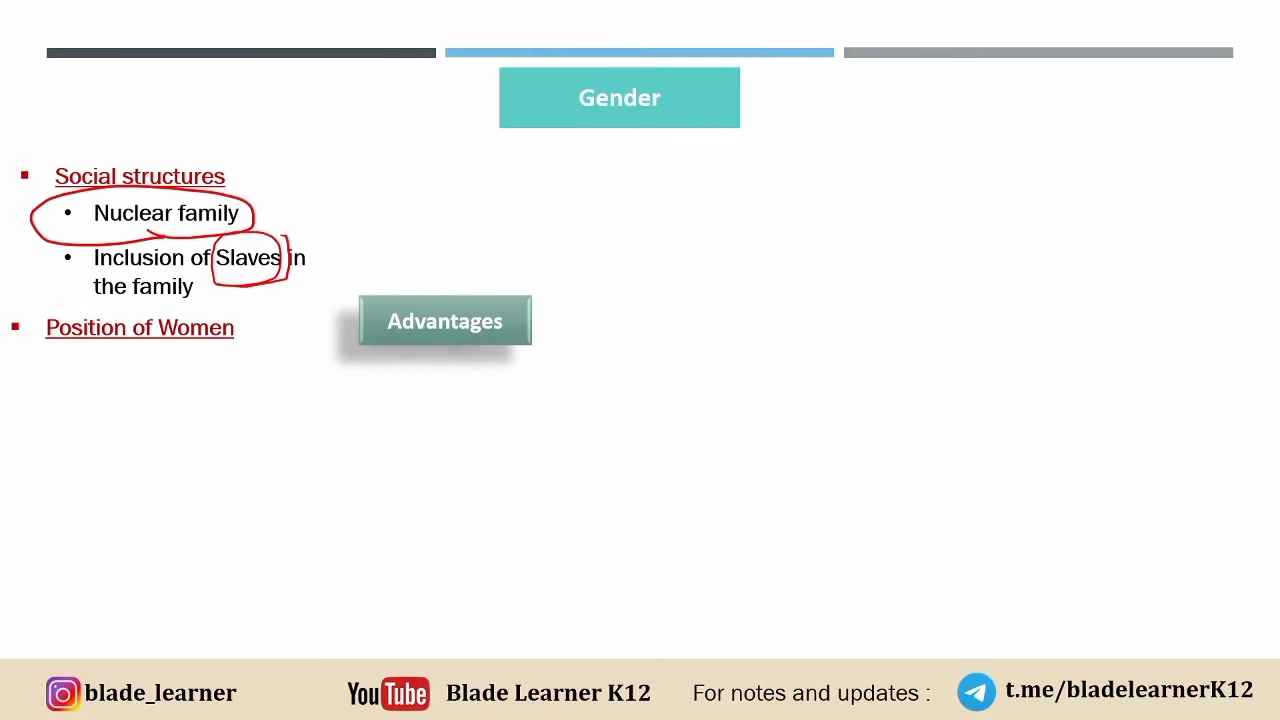 Gender
Social structures
• Nuclear family
• Inclusion of Slaves in
the family
Position of Women
Advantages
blade_learner
YouTube
Blade Learner K12
For notes and updates :
t.me/bladelearnerK12